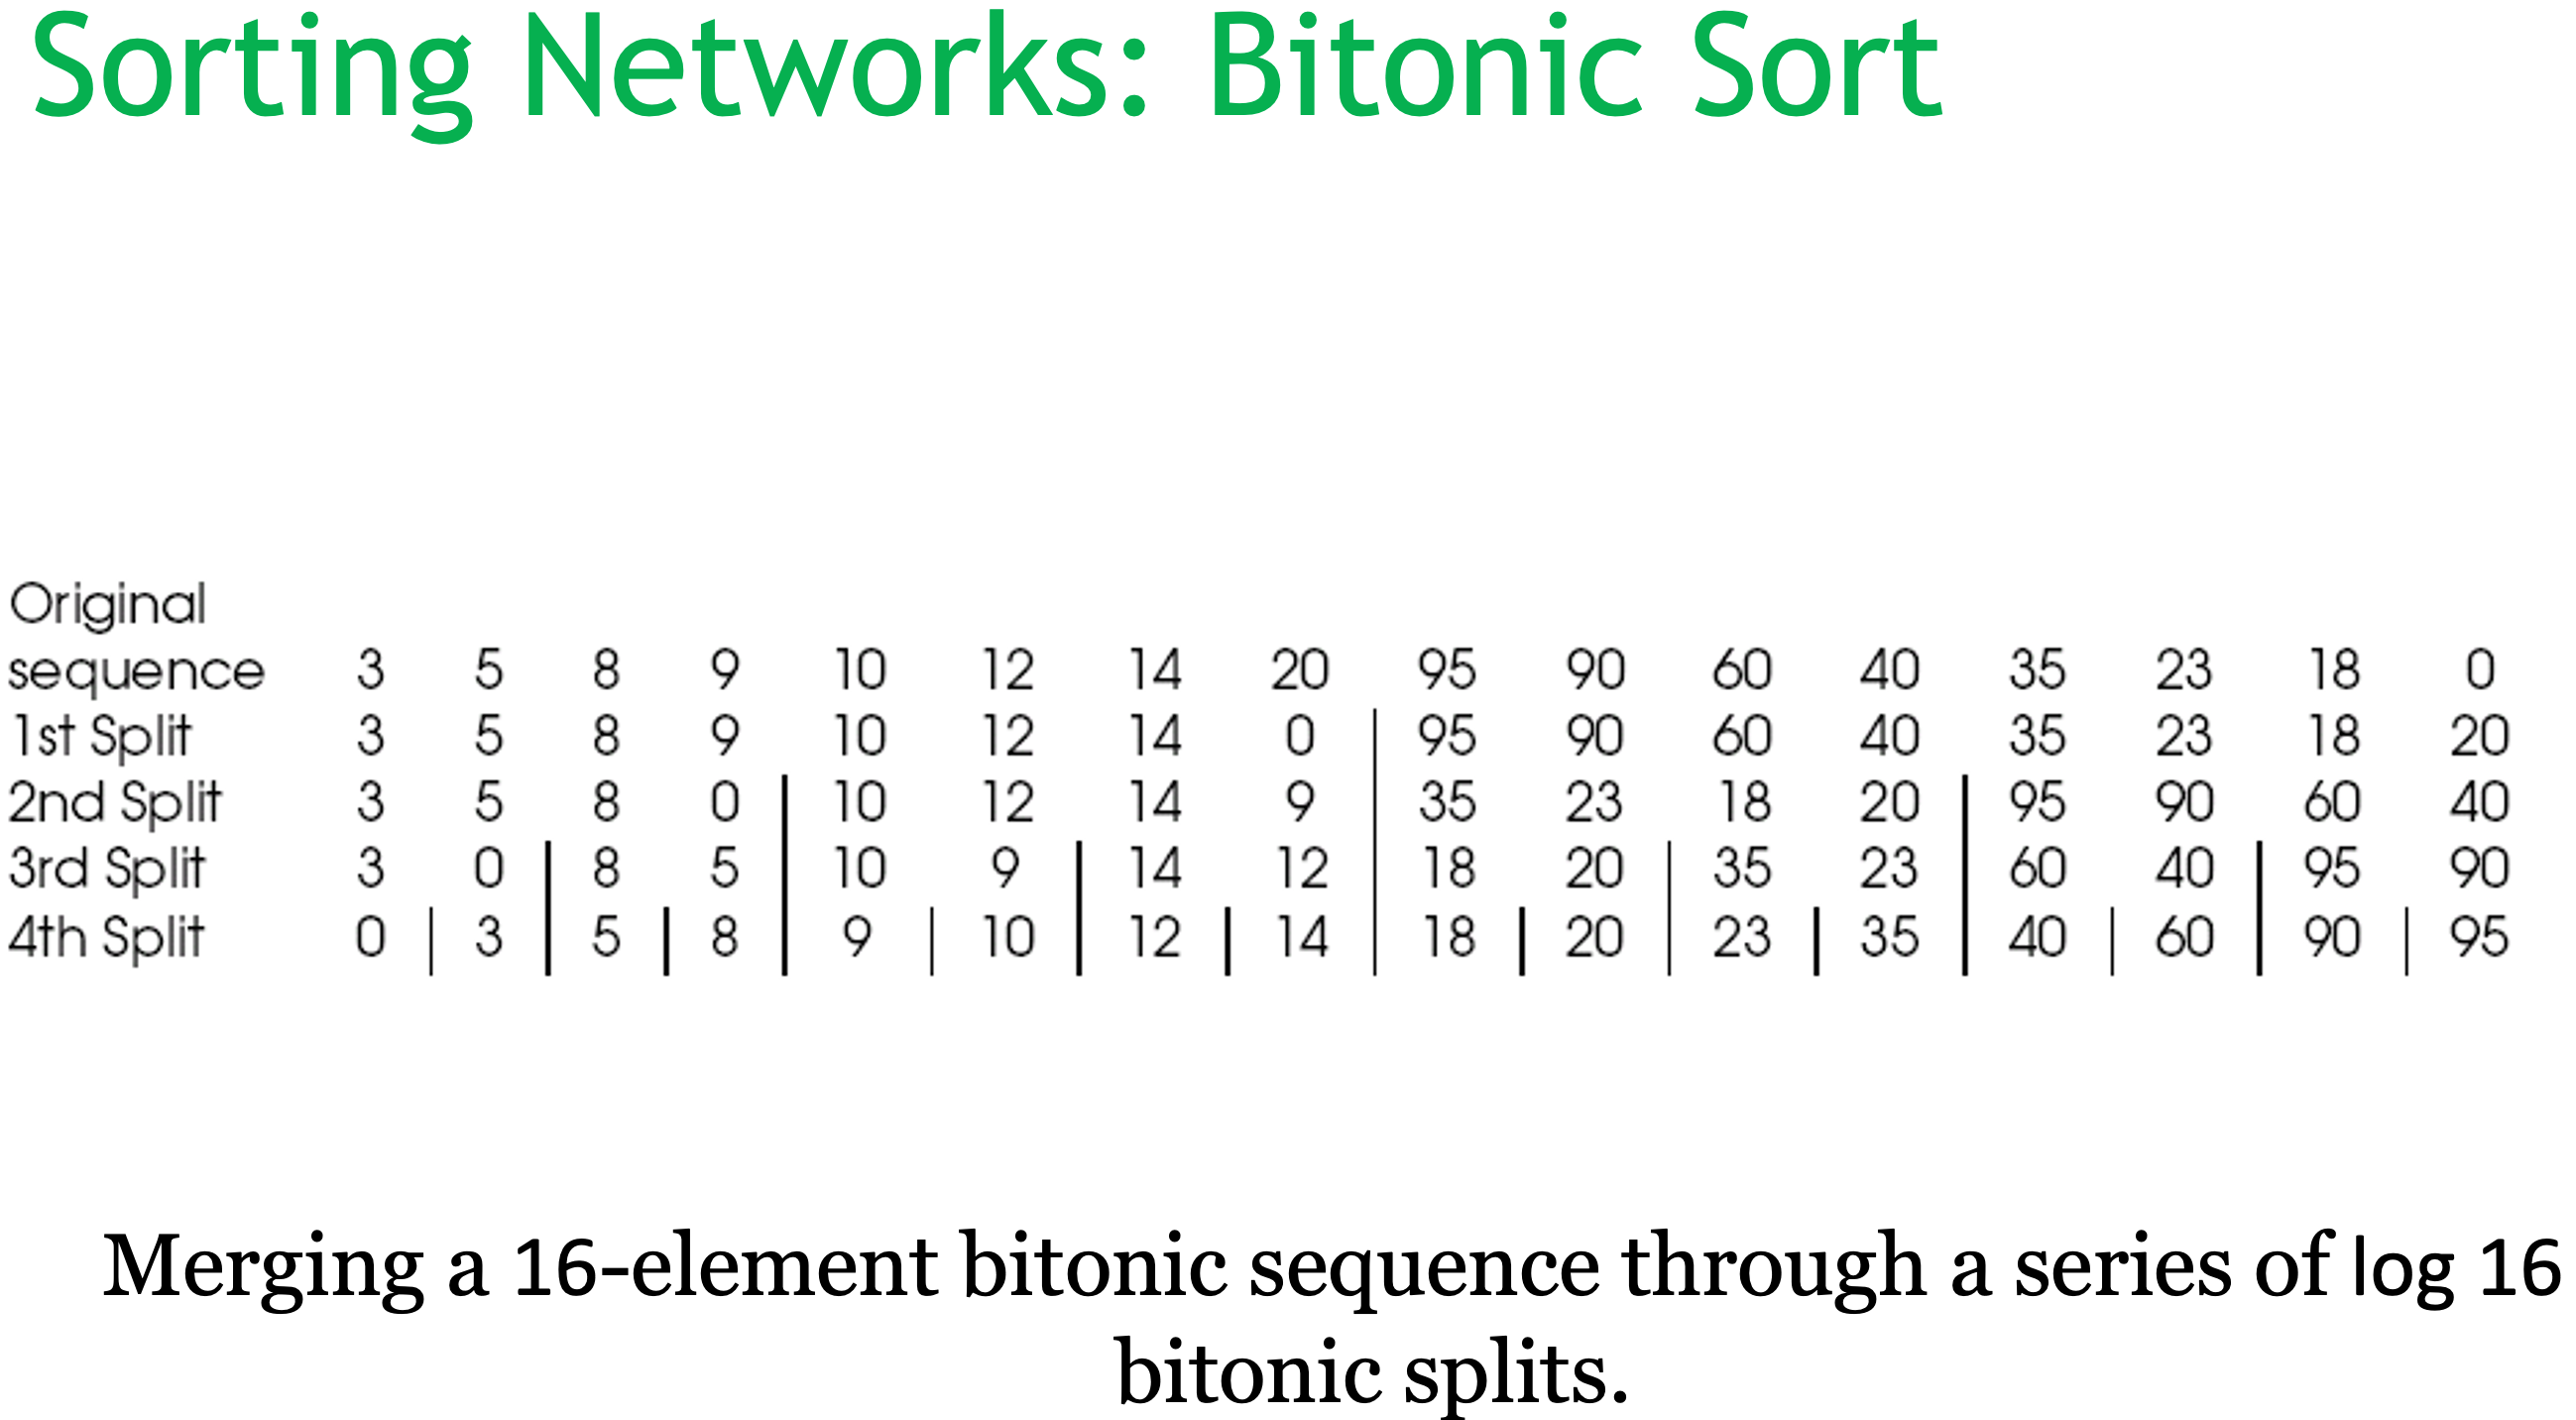 Sorting Networks: Bitonic Sort
Original
sequence 3 5 8 9 10 12 14 20 95 90 60 40 35 23 18 0
1st Split 3 5 8 9 10 12 14 0 95 90 60 40 35 23 18 20
2nd Split 3 5 8 0 10 12 14 9 35 23 18 20 95 90 60 40
3rd Split 3 0 8 5 10 9 14 12 18 20 35 23 60 40 95 90
4th Split 0 3 5 8 9 10 12 14 18 20 23 35 40 60 90 95
Merging a 16-element bitonic sequence through a series of log 16
bitonic splits.